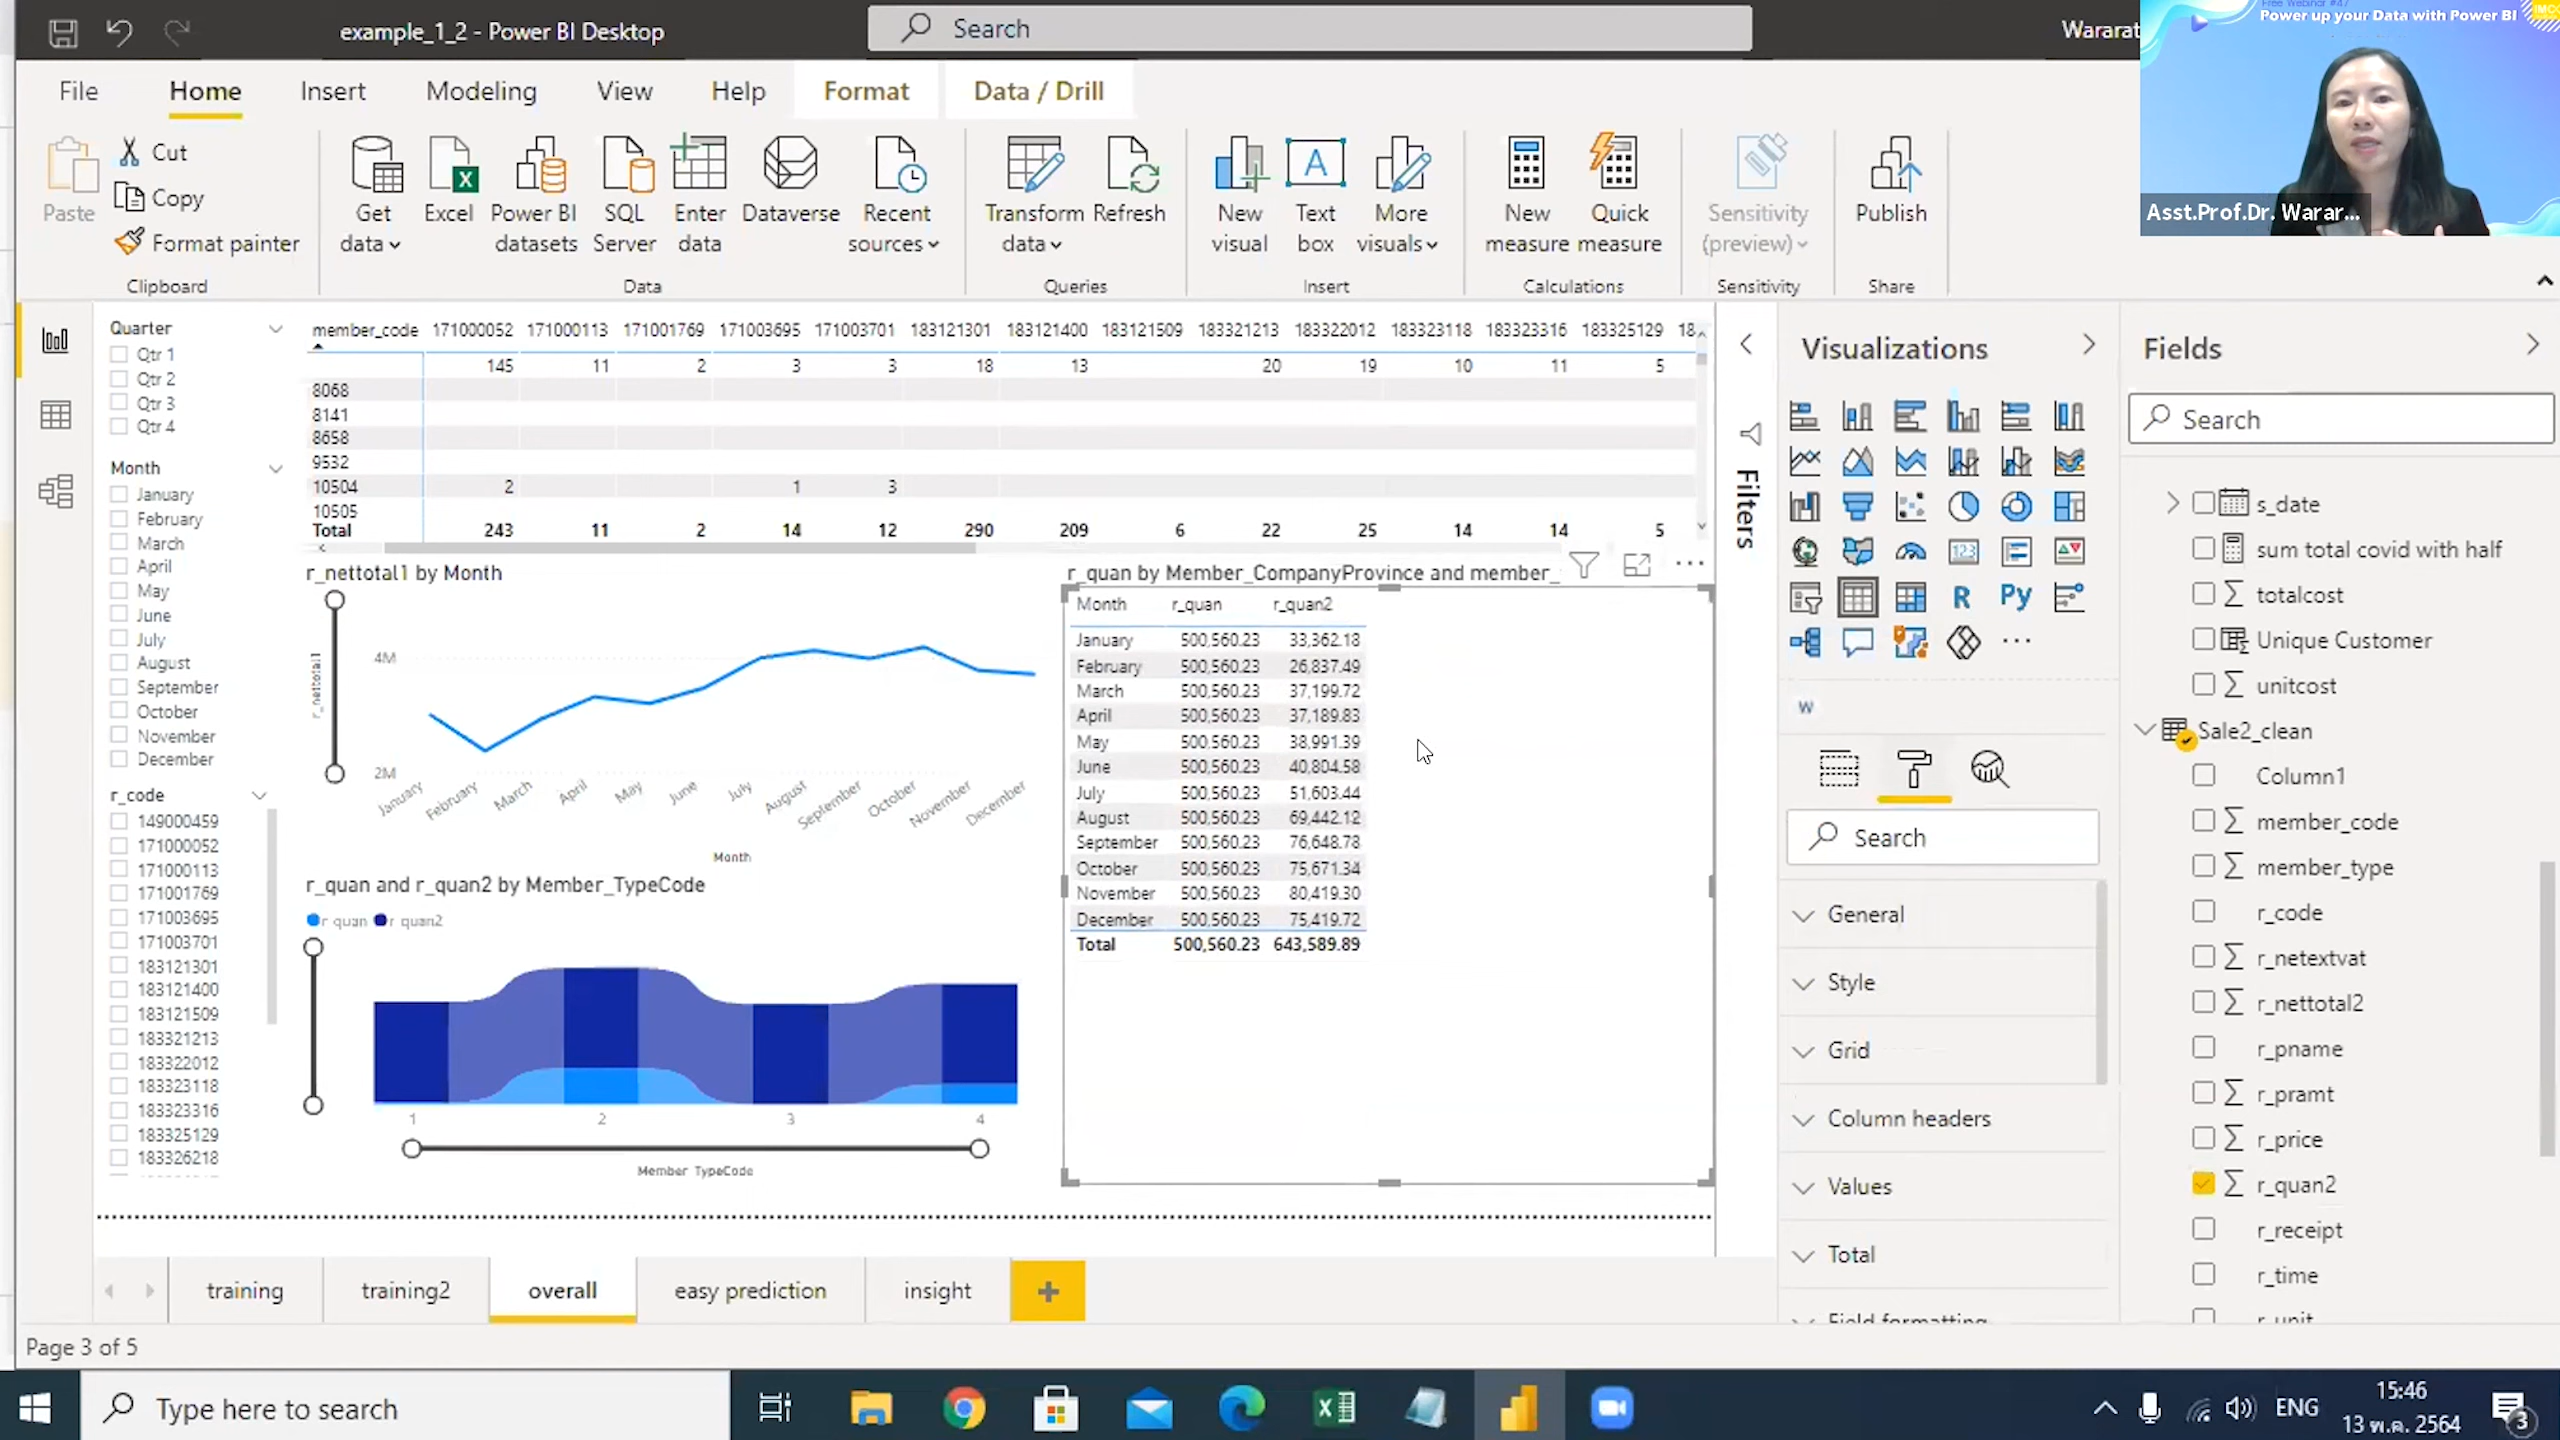 example_1_2 - Power BI Desktop
Search
Wararat
Free Webinar #47
Power up your Data with Power BI
IMC
Asst.Prof.Dr. Warar...
File Home Insert Modeling View Help Format Data / Drill
Paste
Cut
Copy
Format painter
Clipboard
Get data
Excel
Power BI datasets
SQL Server
Enter data
Dataverse
Recent sources
Data
Transform data
Refresh
Queries
New visual
Text box
More visuals
Insert
New measure
Quick measure
Calculations
Sensitivity (preview)
Sensitivity
Publish
Share
Quarter
Qtr 1
Qtr 2
Qtr 3
Qtr 4
Month
January
February
March
April
May
June
July
August
September
October
November
December
r_code
149000459
171000052
171000113
171001769
171003695
171003701
183121301
183121400
183121509
183321213
183322012
183323118
183323316
183325129
183326218
member_code 171000052 171000113 171001769 171003695 171003701 183121301 183121400 183121509 183321213 183322012 183323118 183323316 183325129 18
145 11 2 3 3 18 13 20 19 10 11 5
8068
8141
8658
9532
10504 2 1 3
10505
Total 243 11 2 14 12 290 209 6 22 25 14 14 5
r_nettotal1 by Month
r_nettotal1
4M
2M
January February March April May June July August September October November December
Month
r_quan and r_quan2 by Member_TypeCode
r_quan r_quan2
1 2 3 4
Member_TypeCode
r_quan by Member_CompanyProvince and member_
Month r_quan r_quan2
January 500,560.23 33,362.18
February 500,560.23 26,837.49
March 500,560.23 37,199.72
April 500,560.23 37,189.83
May 500,560.23 38,991.39
June 500,560.23 40,804.58
July 500,560.23 51,603.44
August 500,560.23 69,442.12
September 500,560.23 76,648.78
October 500,560.23 75,671.34
November 500,560.23 80,419.30
December 500,560.23 75,419.72
Total 500,560.23 643,589.89
Filters
Visualizations
123
R
Py
W
Search
General
Style
Grid
Column headers
Values
Total
Field formatting
Fields
Search
s_date
sum total covid with half
totalcost
Unique Customer
unitcost
Sale2_clean
Column1
member_code
member_type
r_code
r_netextvat
r_nettotal2
r_pname
r_pramt
r_price
r_quan2
r_receipt
r_time
r_unit
training training2 overall easy prediction insight +
Page 3 of 5
Type here to search
ENG
15:46
13 พ.ค. 2564
3